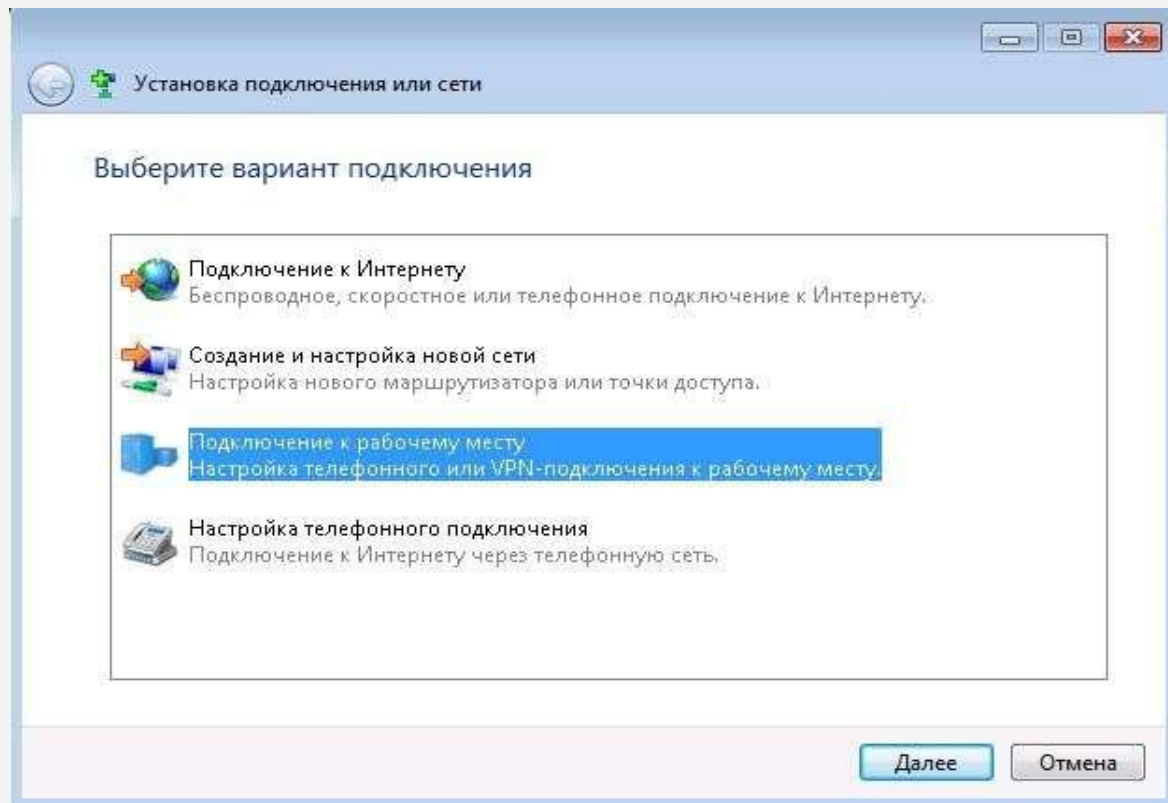 Установка подключения или сети
Выберите вариант подключения
Подключение к Интернету
Беспроводное, скоростное или телефонное подключение к Интернету.
Создание и настройка новой сети
Настройка нового маршрутизатора или точки доступа.
Подключение к рабочему месту
Настройка телефонного или VPN-подключения к рабочему месту.
Настройка телефонного подключения
Подключение к Интернету через телефонную сеть.
Далее
Отмена